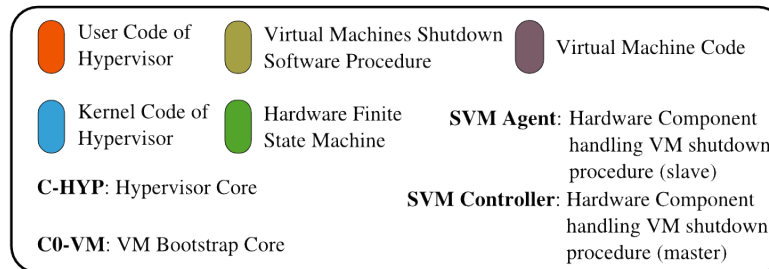 User Code of
Hypervisor
Virtual Machines Shutdown
Software Procedure
Virtual Machine Code
Kernel Code of
Hypervisor
Hardware Finite
State Machine
SVM Agent: Hardware Component
handling VM shutdown
procedure (slave)
C-HYP: Hypervisor Core
SVM Controller: Hardware Component
handling VM shutdown
procedure (master)
C0-VM: VM Bootstrap Core